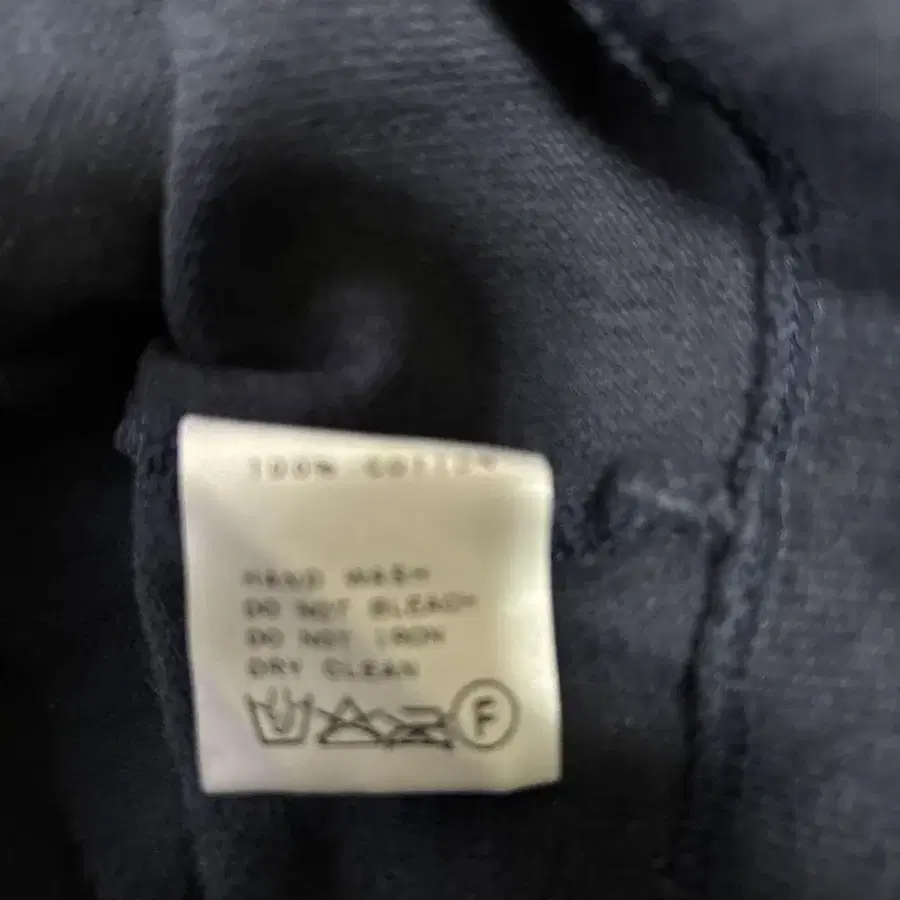 100% COTTON
HAND WASH
DO NOT BLEACH
DO NOT IRON
DRY CLEAN
F